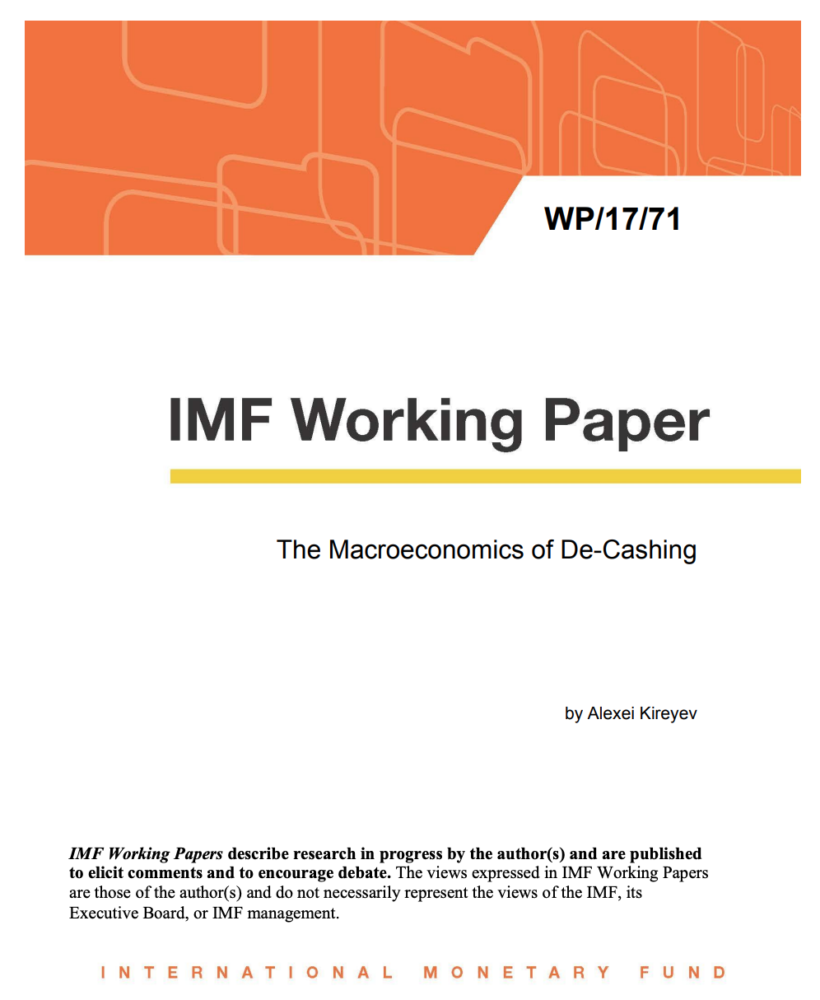 WP/17/71
IMF Working Paper
The Macroeconomics of De-Cashing
by Alexei Kireyev
IMF Working Papers describe research in progress by the author(s) and are published
to elicit comments and to encourage debate. The views expressed in IMF Working Papers
are those of the author(s) and do not necessarily represent the views of the IMF, its
Executive Board, or IMF management.
INTERNATIONAL MONETARY FUND